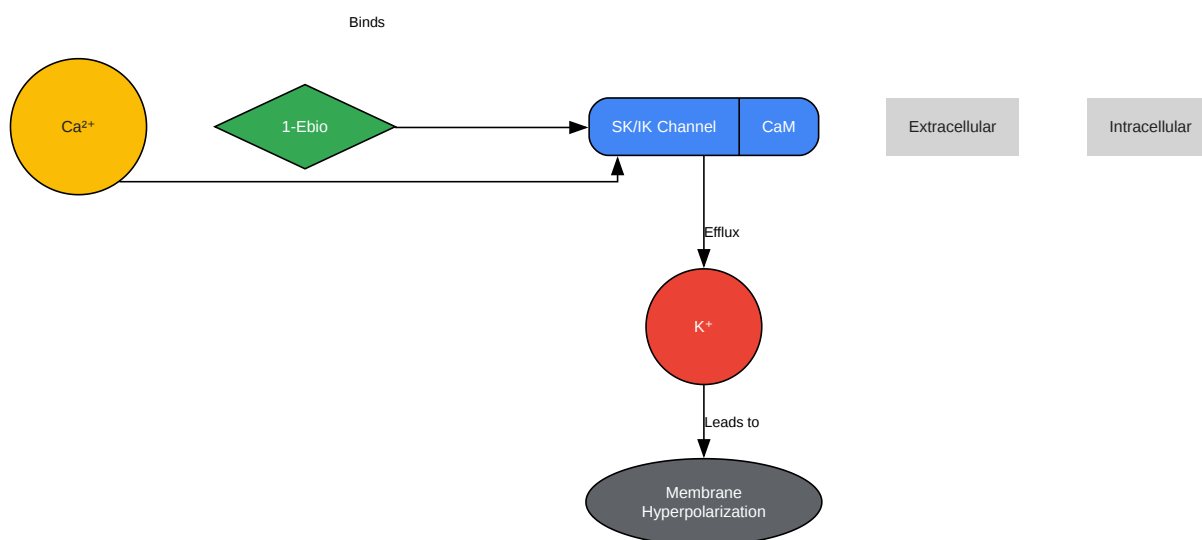 Binds
Ca²⁺
1-Ebio
SK/IK Channel
CaM
Extracellular
Intracellular
Efflux
K⁺
Leads to
Membrane
Hyperpolarization